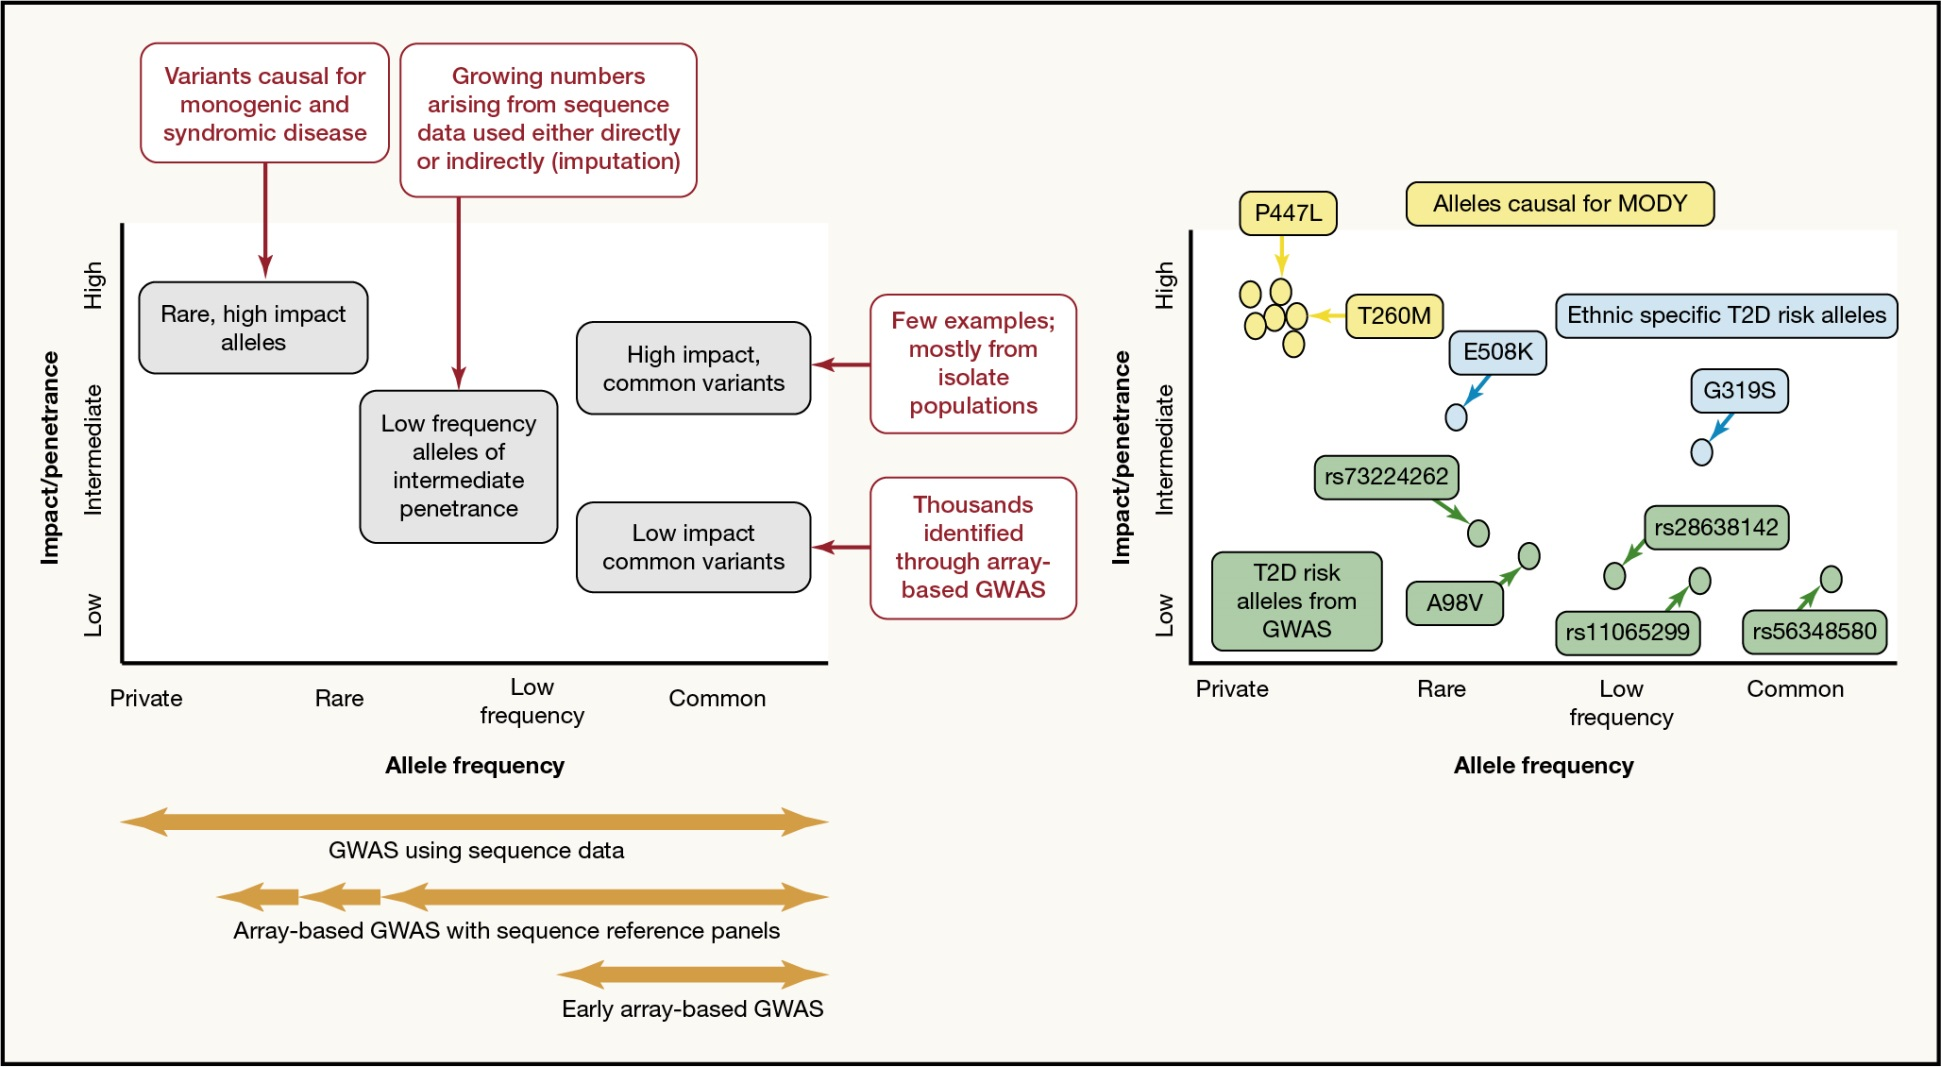 Variants causal for
monogenic and
syndromic disease
Growing numbers
arising from sequence
data used either directly
or indirectly (imputation)
Impact/penetrance
High
Intermediate
Low
Rare, high impact
alleles
Low frequency
alleles of
intermediate
penetrance
High impact,
common variants
Low impact
common variants
Few examples;
mostly from
isolate
populations
Thousands
identified
through array-
based GWAS
Private
Rare
Low
frequency
Common
Allele frequency
GWAS using sequence data
Array-based GWAS with sequence reference panels
Early array-based GWAS
P447L
Alleles causal for MODY
Impact/penetrance
High
Intermediate
Low
T260M
Ethnic specific T2D risk alleles
E508K
G319S
rs73224262
rs28638142
T2D risk
alleles from
GWAS
A98V
rs11065299
rs56348580
Private
Rare
Low
frequency
Common
Allele frequency